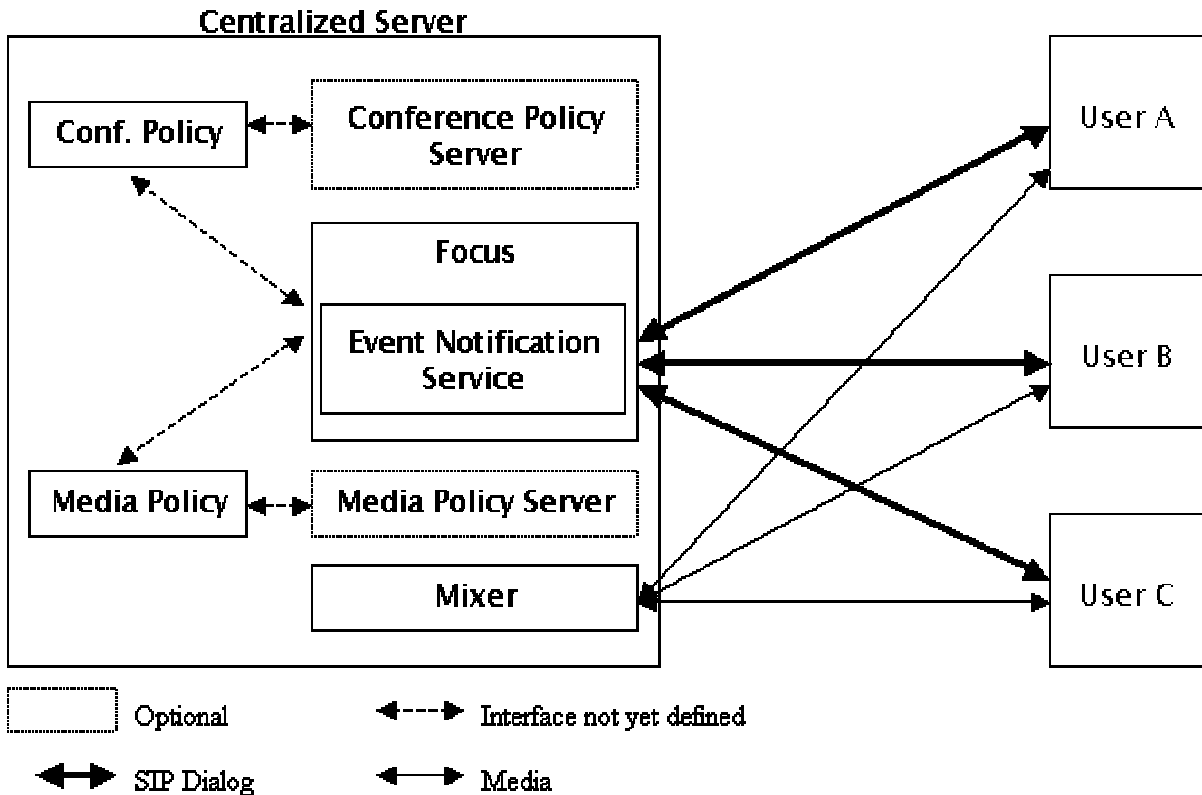 Centralized Server
Conf. Policy
Conference Policy
Server
User A
Focus
Event Notification
Service
User B
Media Policy
Media Policy Server
Mixer
User C
Optional
Interface not yet defined
SIP Dialog
Media